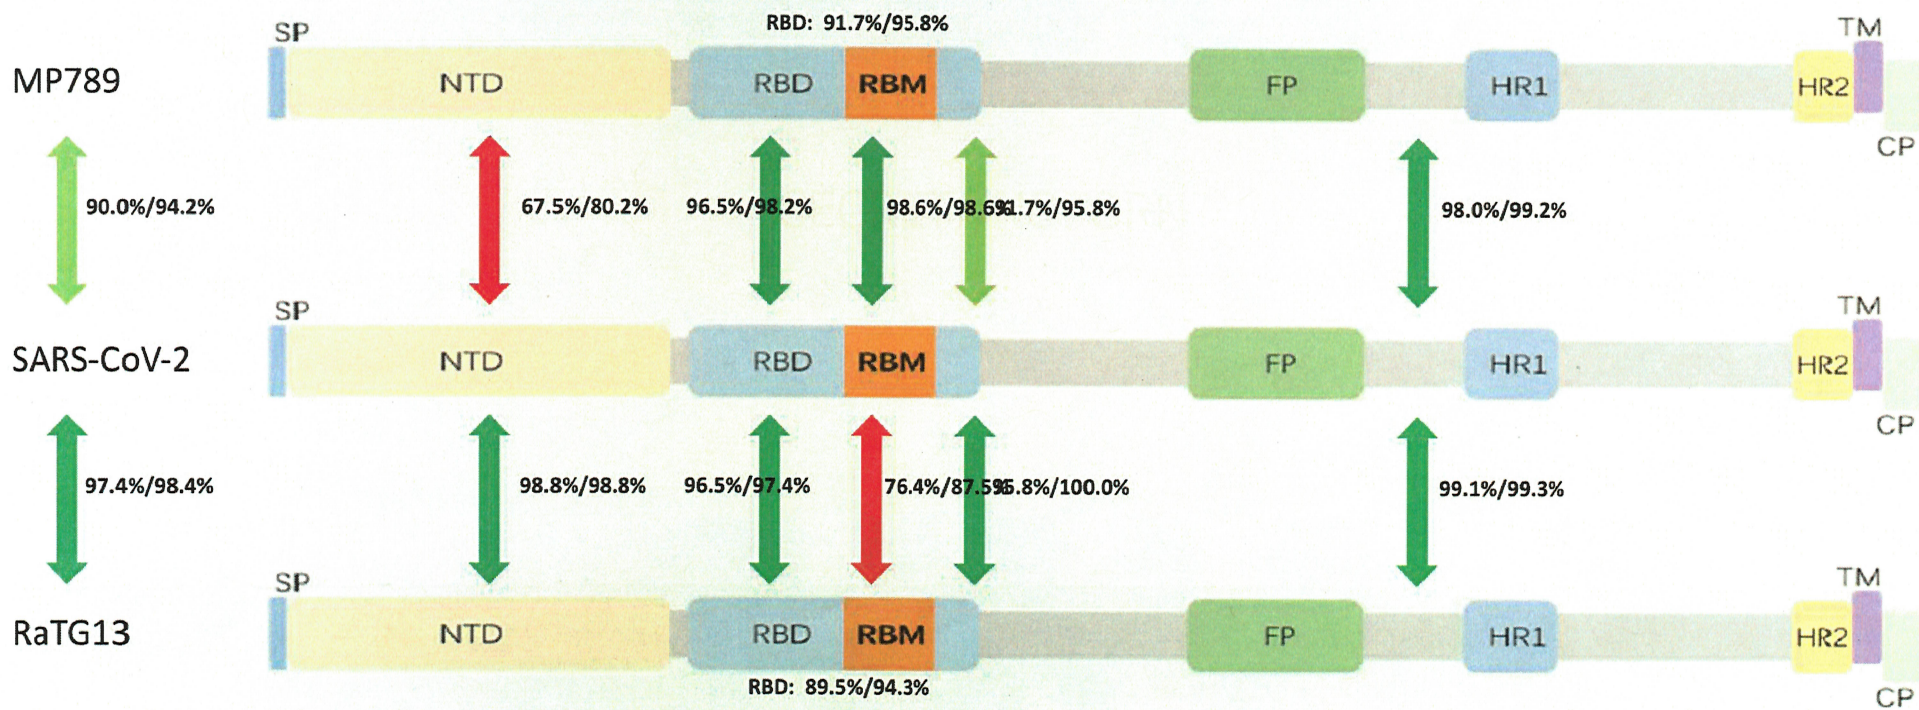 RBD: 91.7%/95.8%
SP
TM
MP789
NTD
RBD
RBM
FP
HR1
HR2
CP
90.0%/94.2%
67.5%/80.2%
96.5%/98.2%
98.6%/98.6%
91.7%/95.8%
98.0%/99.2%
SP
TM
SARS-CoV-2
NTD
RBD
RBM
FP
HR1
HR2
CP
97.4%/98.4%
98.8%/98.8%
96.5%/97.4%
76.4%/87.5%
95.8%/100.0%
99.1%/99.3%
SP
TM
RaTG13
NTD
RBD
RBM
FP
HR1
HR2
RBD: 89.5%/94.3%
CP